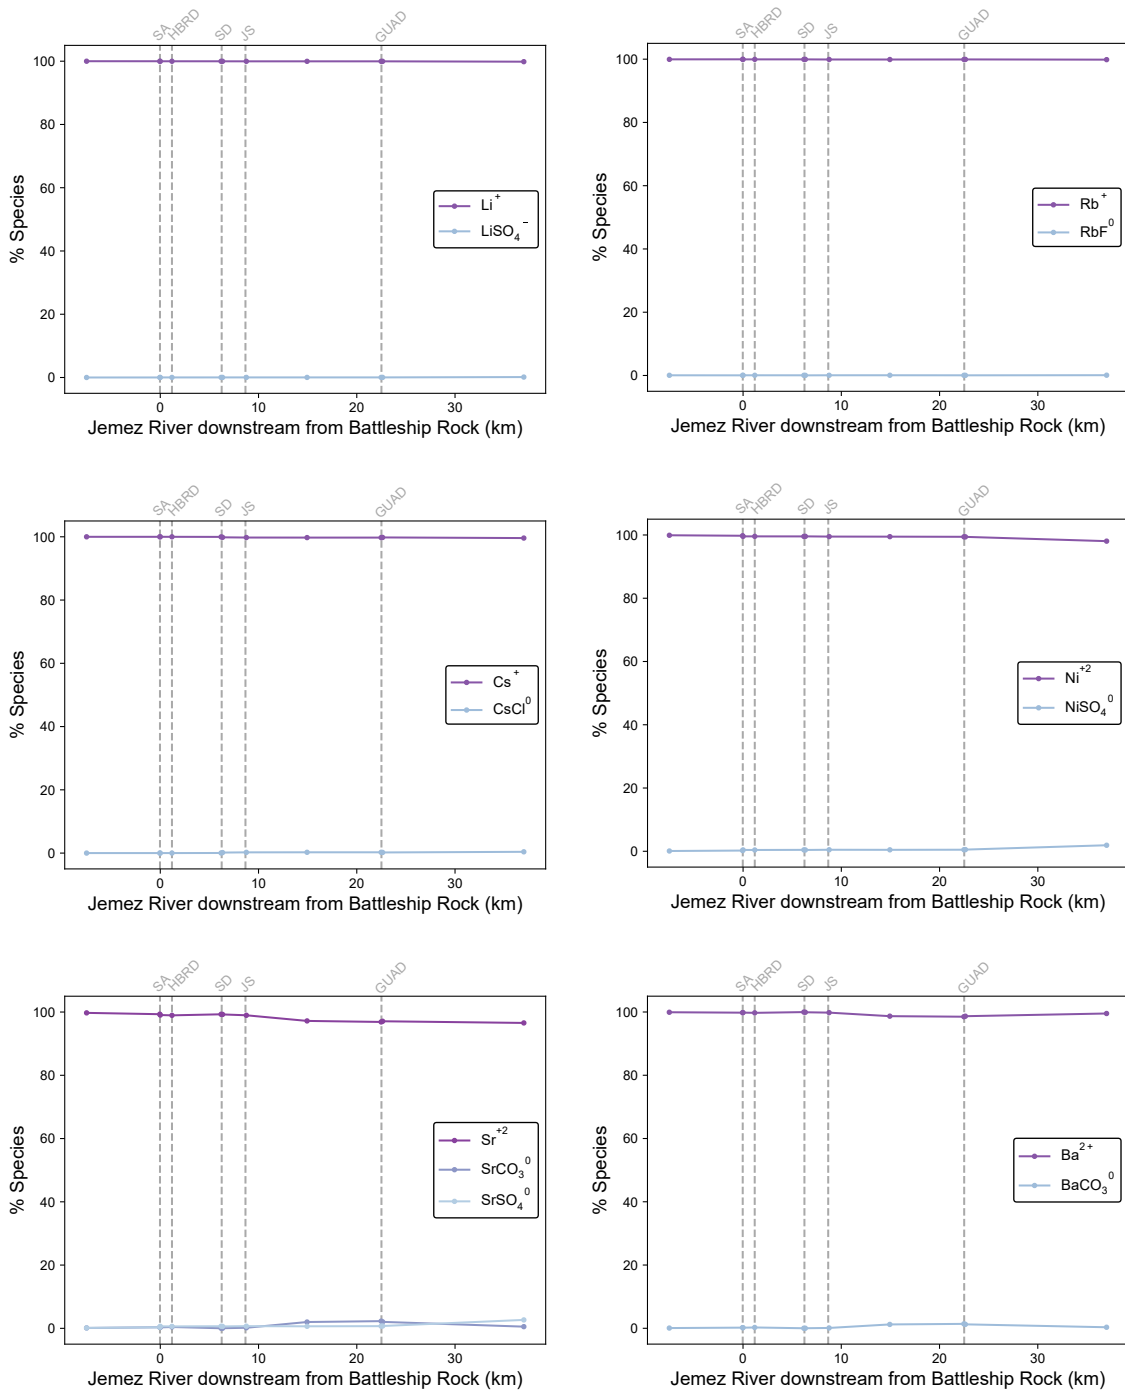 SA HBRD SD JS GUAD
100
80
60
40
20
0
% Species
Li+
LiSO4−
0 10 20 30
Jemez River downstream from Battleship Rock (km)
SA HBRD SD JS GUAD
100
80
60
40
20
0
% Species
Rb+
RbF0
0 10 20 30
Jemez River downstream from Battleship Rock (km)
SA HBRD SD JS GUAD
100
80
60
40
20
0
% Species
Cs+
CsCl0
0 10 20 30
Jemez River downstream from Battleship Rock (km)
SA HBRD SD JS GUAD
100
80
60
40
20
0
% Species
Ni+2
NiSO40
0 10 20 30
Jemez River downstream from Battleship Rock (km)
SA HBRD SD JS GUAD
100
80
60
40
20
0
% Species
Sr+2
SrCO30
SrSO40
0 10 20 30
Jemez River downstream from Battleship Rock (km)
SA HBRD SD JS GUAD
100
80
60
40
20
0
% Species
Ba2+
BaCO30
0 10 20 30
Jemez River downstream from Battleship Rock (km)